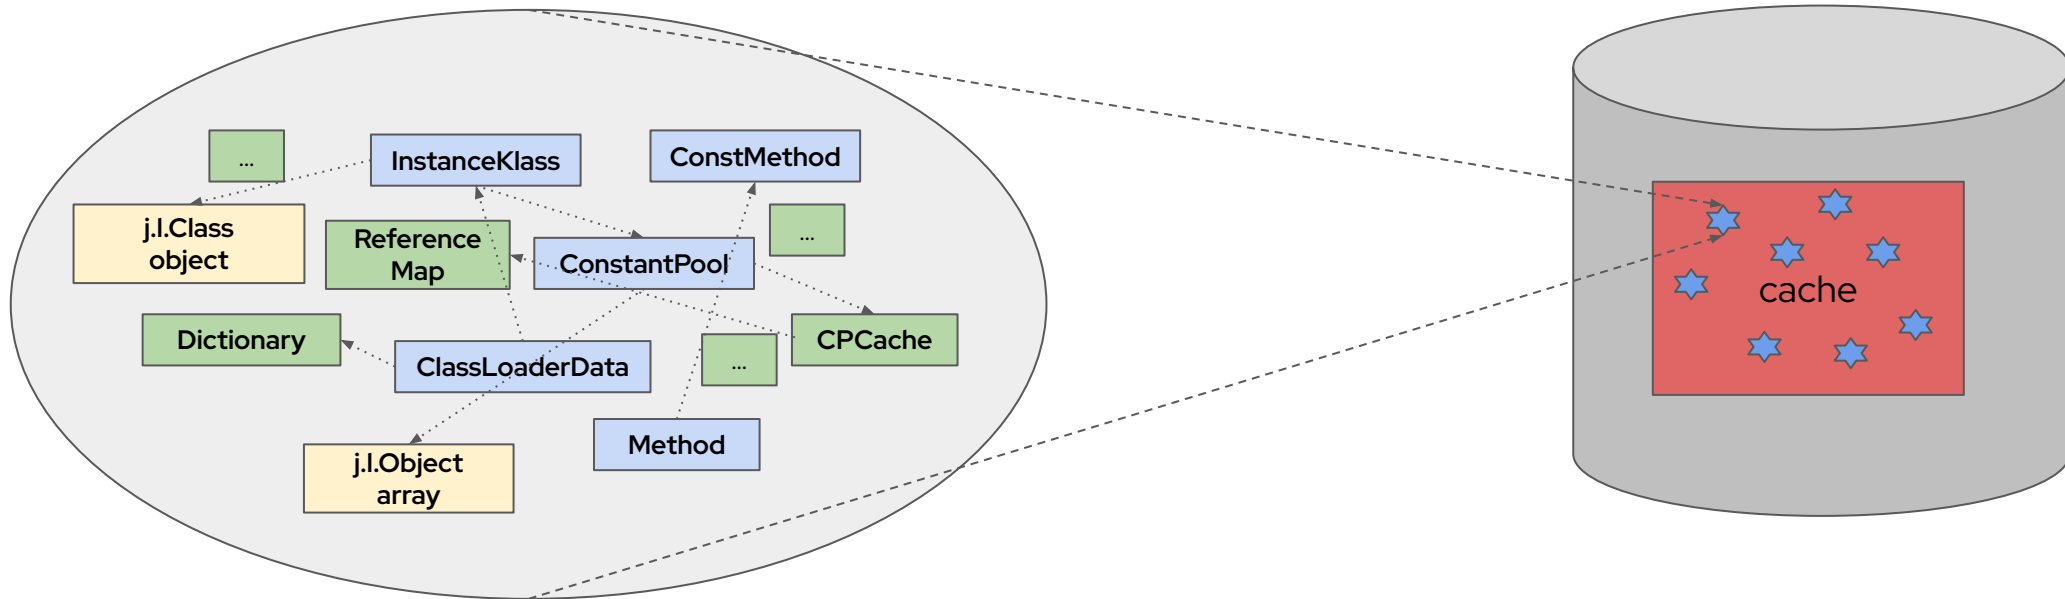 ...
InstanceKlass
ConstMethod
j.l.Class
object
Reference
Map
ConstantPool
...
Dictionary
ClassLoaderData
...
CPCache
j.l.Object
array
Method
cache